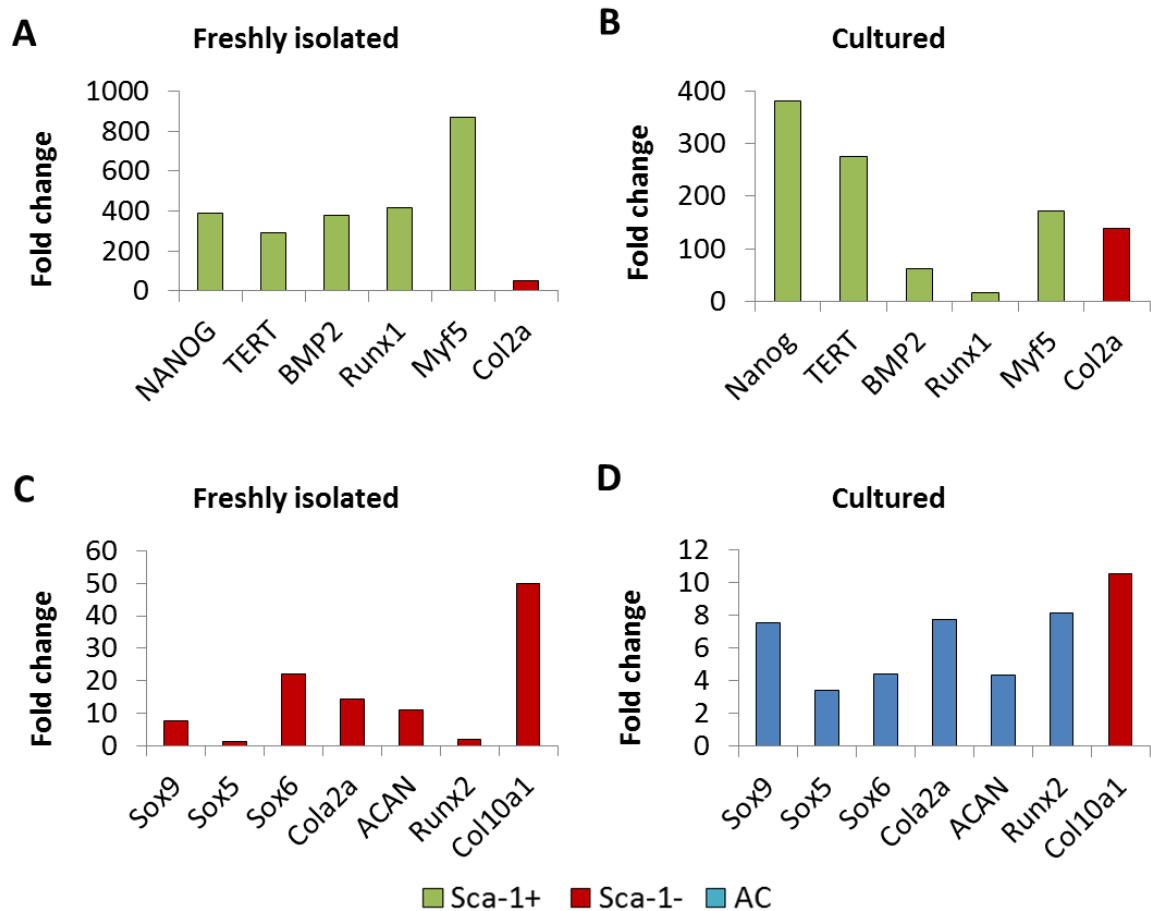 A
Freshly isolated
Fold change
1000
800
600
400
200
0
NANOG
TERT
BMP2
Runx1
Myf5
Col2a
B
Cultured
Fold change
400
300
200
100
0
Nanog
TERT
BMP2
Runx1
Myf5
Col2a
C
Freshly isolated
Fold change
60
50
40
30
20
10
0
Sox9
Sox5
Sox6
Cola2a
ACAN
Runx2
Col10a1
D
Cultured
Fold change
12
10
8
6
4
2
0
Sox9
Sox5
Sox6
Cola2a
ACAN
Runx2
Col10a1
Sca-1+ Sca-1- AC